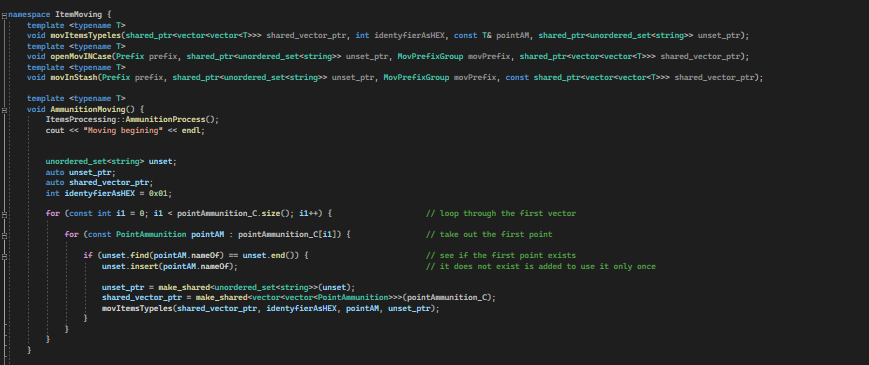 namespace ItemMoving {
template <typename T>
void movItemsTypeles(shared_ptr<vector<vector<T>>> shared_vector_ptr, int identyfierAsHEX, const T& pointAM, shared_ptr<unordered_set<string>> unset_ptr);
template <typename T>
void openMovINCase(Prefix prefix, shared_ptr<unordered_set<string>> unset_ptr, MovPrefixGroup movPrefix, shared_ptr<vector<vector<T>>> shared_vector_ptr);
template <typename T>
void movInStash(Prefix prefix, shared_ptr<unordered_set<string>> unset_ptr, MovPrefixGroup movPrefix, const shared_ptr<vector<vector<T>>> shared_vector_ptr);
template <typename T>
void AmmunitionMoving() {
ItemsProcessing::AmmunitionProcess();
cout << "Moving begining" << endl;
unordered_set<string> unset;
auto unset_ptr;
auto shared_vector_ptr;
int identyfierAsHEX = 0x01;
for (const int i1 = 0; i1 < pointAmmunition_C.size(); i1++) { // loop through the first vector
for (const PointAmmunition pointAM : pointAmmunition_C[i1]) { // take out the first point
if (unset.find(pointAM.nameOf) == unset.end()) { // see if the first point exists
unset.insert(pointAM.nameOf); // it does not exist is added to use it only once
unset_ptr = make_shared<unordered_set<string>>(unset);
shared_vector_ptr = make_shared<vector<vector<PointAmmunition>>>(pointAmmunition_C);
movItemsTypeles(shared_vector_ptr, identyfierAsHEX, pointAM, unset_ptr);
}
}
}
}